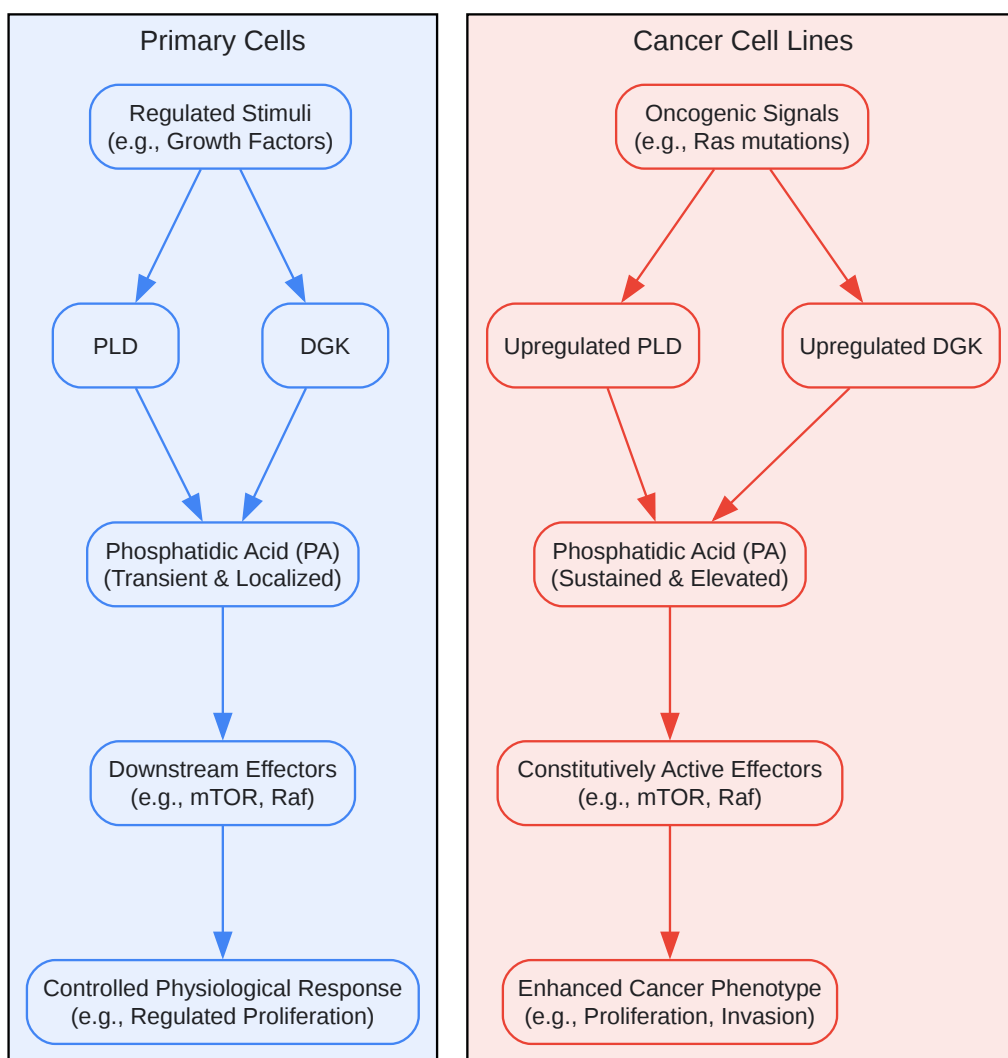 Primary Cells
Regulated Stimuli
(e.g., Growth Factors)
PLD
DGK
Phosphatidic Acid (PA)
(Transient & Localized)
Downstream Effectors
(e.g., mTOR, Raf)
Controlled Physiological Response
(e.g., Regulated Proliferation)
Cancer Cell Lines
Oncogenic Signals
(e.g., Ras mutations)
Upregulated PLD
Upregulated DGK
Phosphatidic Acid (PA)
(Sustained & Elevated)
Constitutively Active Effectors
(e.g., mTOR, Raf)
Enhanced Cancer Phenotype
(e.g., Proliferation, Invasion)